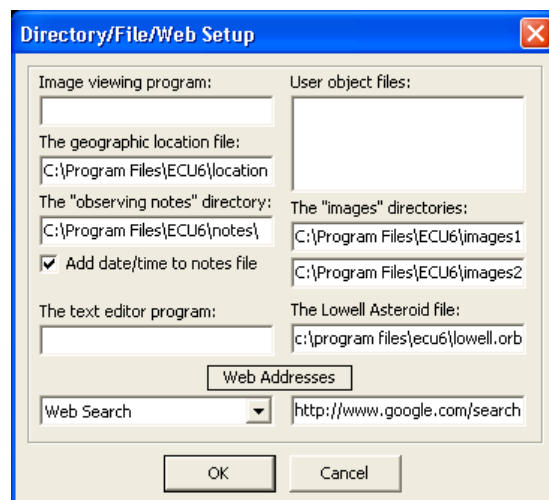 Directory/File/Web Setup
Image viewing program:
The geographic location file:
C:\Program Files\ECU6\location
The "observing notes" directory:
C:\Program Files\ECU6\notes\
Add date/time to notes file
The text editor program:
User object files:
The "images" directories:
C:\Program Files\ECU6\images1
C:\Program Files\ECU6\images2
The Lowell Asteroid file:
c:\program files\ecu6\lowell.orb
Web Addresses
Web Search
http://www.google.com/search
OK
Cancel